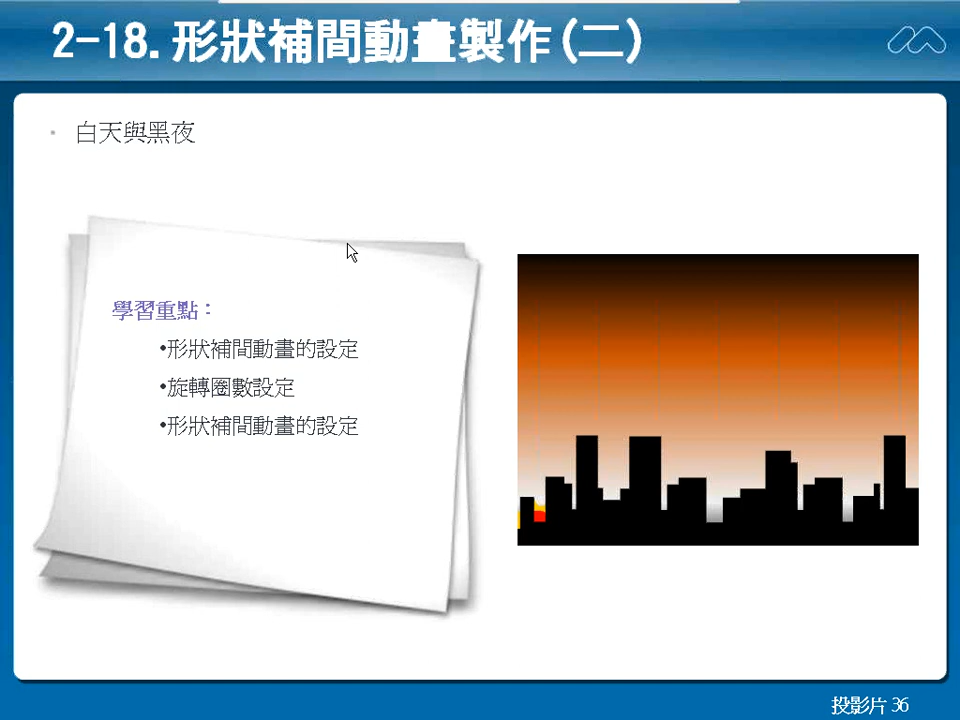 2-18.形狀補間動畫製作(二)
• 白天與黑夜
學習重點：
•形狀補間動畫的設定
•旋轉圈數設定
•形狀補間動畫的設定
投影片 36